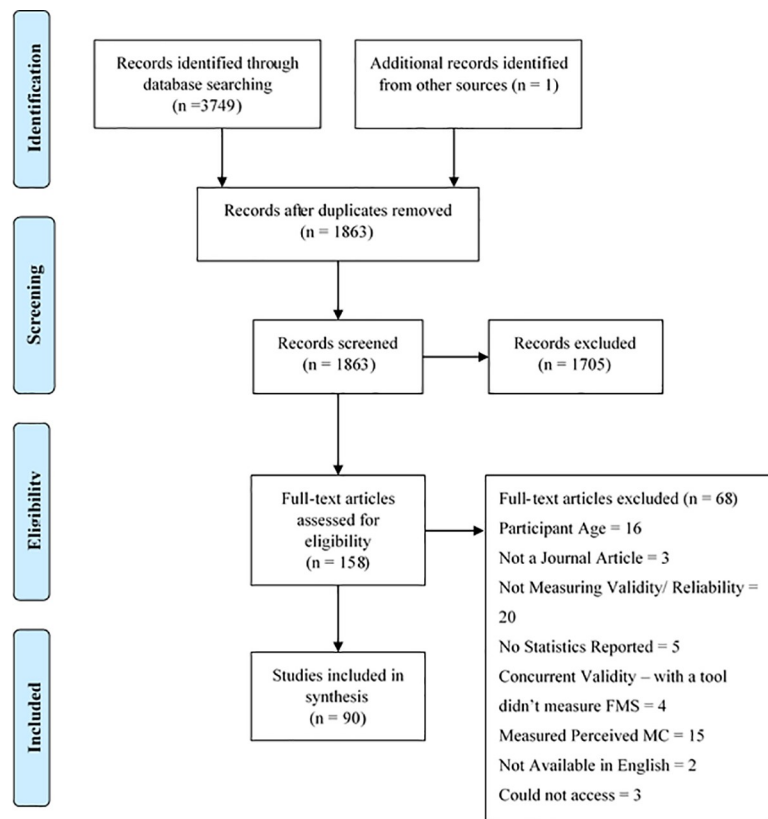 Identification
Records identified through
database searching
(n =3749)
Additional records identified
from other sources (n = 1)
Records after duplicates removed
(n = 1863)
Screening
Records screened
(n = 1863)
Records excluded
(n = 1705)
Eligibility
Full-text articles
assessed for
eligibility
(n = 158)
Full-text articles excluded (n = 68)
Participant Age = 16
Not a Journal Article = 3
Not Measuring Validity/ Reliability =
20
No Statistics Reported = 5
Concurrent Validity – with a tool
didn’t measure FMS = 4
Measured Perceived MC = 15
Not Available in English = 2
Could not access = 3
Included
Studies included in
synthesis
(n = 90)